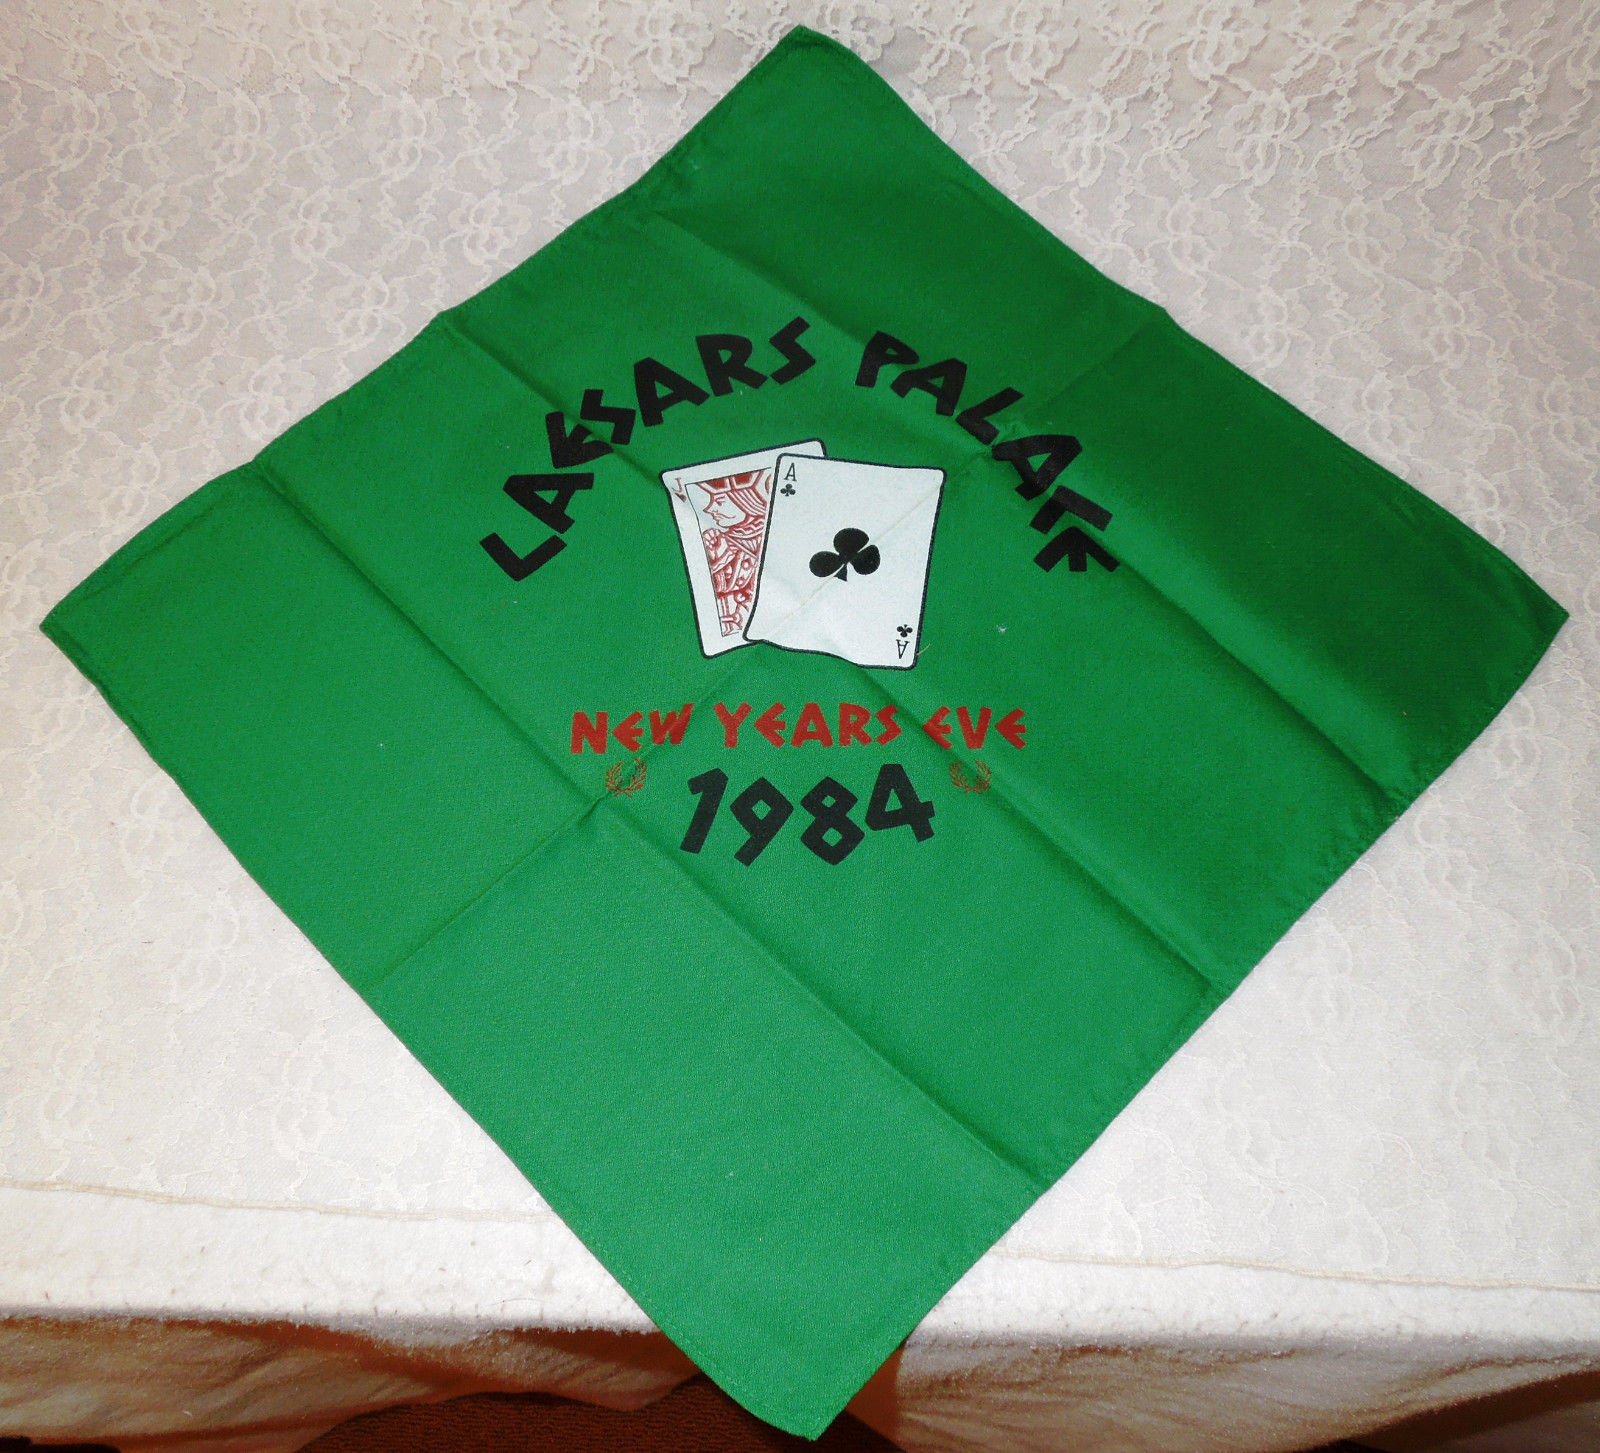 CAESARS PALACE
J
A
A
NEW YEARS EVE
1984